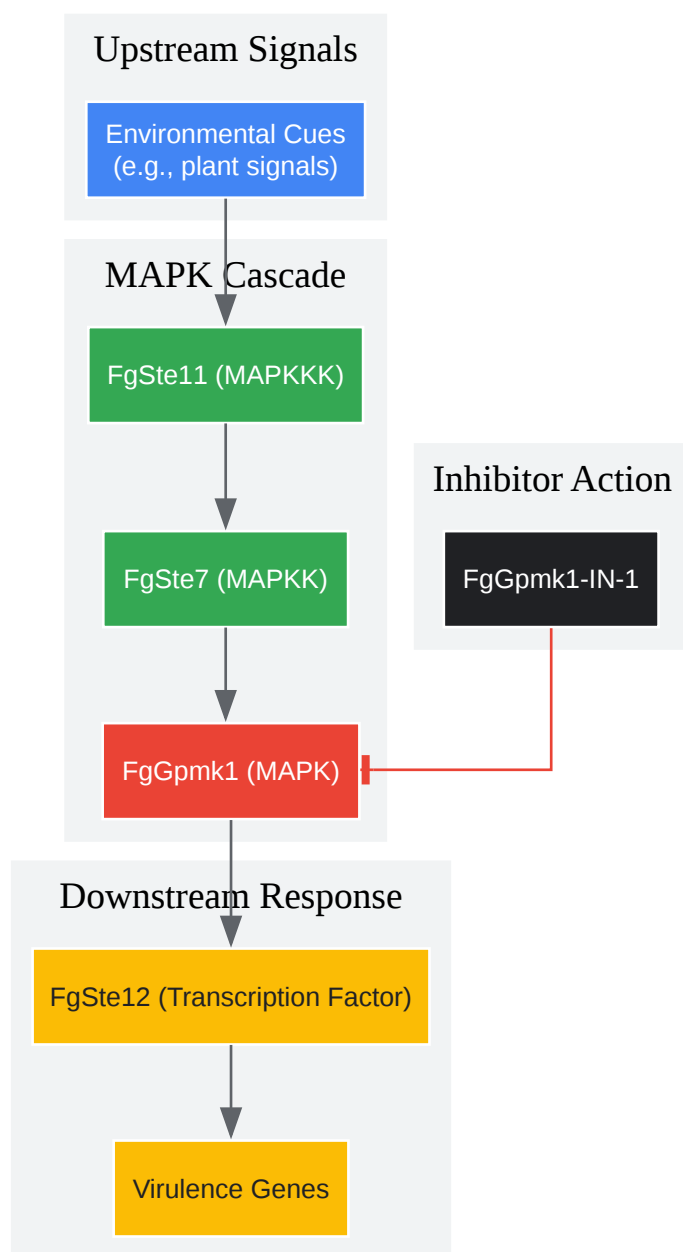 Upstream Signals
Environmental Cues
(e.g., plant signals)
MAPK Cascade
FgSte11 (MAPKKK)
FgSte7 (MAPKK)
Inhibitor Action
FgGpmk1-IN-1
FgGpmk1 (MAPK)
Downstream Response
FgSte12 (Transcription Factor)
Virulence Genes